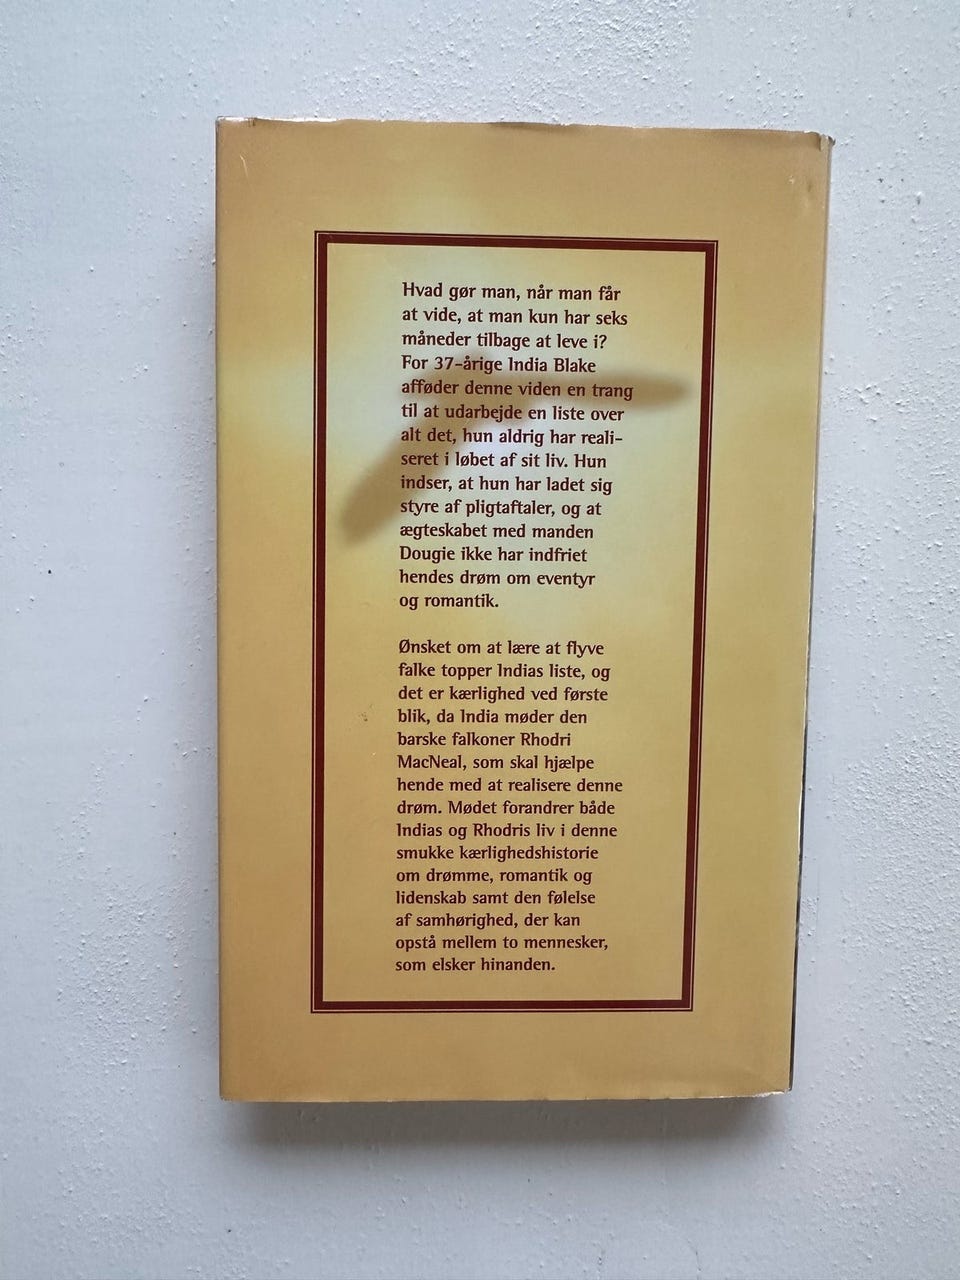 Hvad gør man, når man får
at vide, at man kun har seks
måneder tilbage at leve i?
For 37-årige India Blake
afføder denne viden en trang
til at udarbejde en liste over
alt det, hun aldrig har reali-
seret i løbet af sit liv. Hun
indser, at hun har ladet sig
styre af pligtaftaler, og at
ægteskabet med manden
Dougie ikke har indfriet
hendes drøm om eventyr
og romantik.
Ønsket om at lære at flyve
falke topper Indias liste, og
det er kærlighed ved første
blik, da India møder den
barske falkoner Rhodri
MacNeal, som skal hjælpe
hende med at realisere denne
drøm. Mødet forandrer både
Indias og Rhodris liv i denne
smukke kærlighedshistorie
om drømme, romantik og
lidenskab samt den følelse
af samhørighed, der kan
opstå mellem to mennesker,
som elsker hinanden.